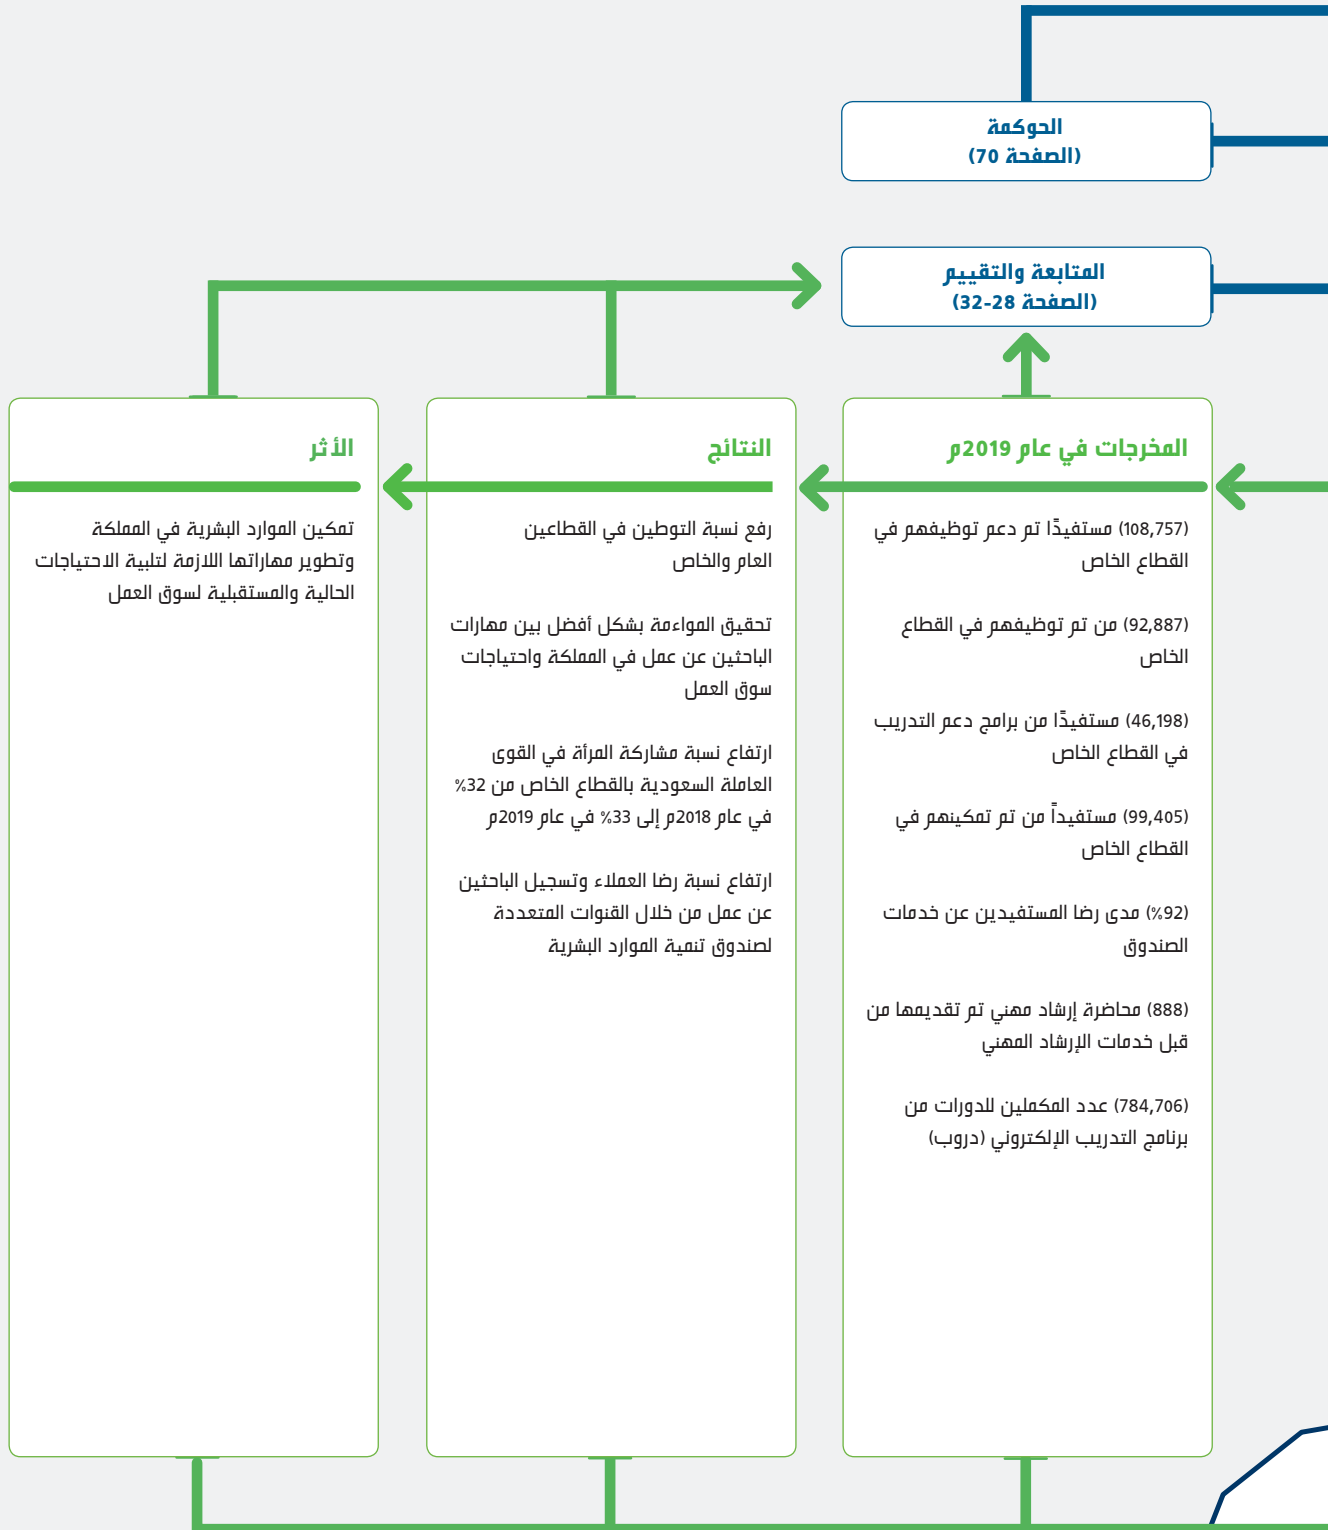 الحوكمة
(الصفحة 70)
المتابعة والتقييم
(الصفحة 28-32)
المخرجات في عام 2019م
(108,757) مستفيدًا تم دعم توظيفهم في
القطاع الخاص
(92,887) من تم توظيفهم في القطاع
الخاص
(46,198) مستفيدًا من برامج دعم التدريب
في القطاع الخاص
(99,405) مستفيداً من تم تمكينهم في
القطاع الخاص
(92%) مدى رضا المستفيدين عن خدمات
الصندوق
(888) محاضرة إرشاد مهني تم تقديمها من
قبل خدمات الإرشاد المهني
(784,706) عدد المكملين للدورات من
برنامج التدريب الإلكتروني (دروب)
النتائج
رفع نسبة التوطين في القطاعين
العام والخاص
تحقيق المواءمة بشكل أفضل بين مهارات
الباحثين عن عمل في المملكة واحتياجات
سوق العمل
ارتفاع نسبة مشاركة المرأة في القوى
العاملة السعودية بالقطاع الخاص من 32%
في عام 2018م إلى 33% في عام 2019م
ارتفاع نسبة رضا العملاء وتسجيل الباحثين
عن عمل من خلال القنوات المتعددة
لصندوق تنمية الموارد البشرية
الأثر
تمكين الموارد البشرية في المملكة
وتطوير مهاراتها اللازمة لتلبية الاحتياجات
الحالية والمستقبلية لسوق العمل